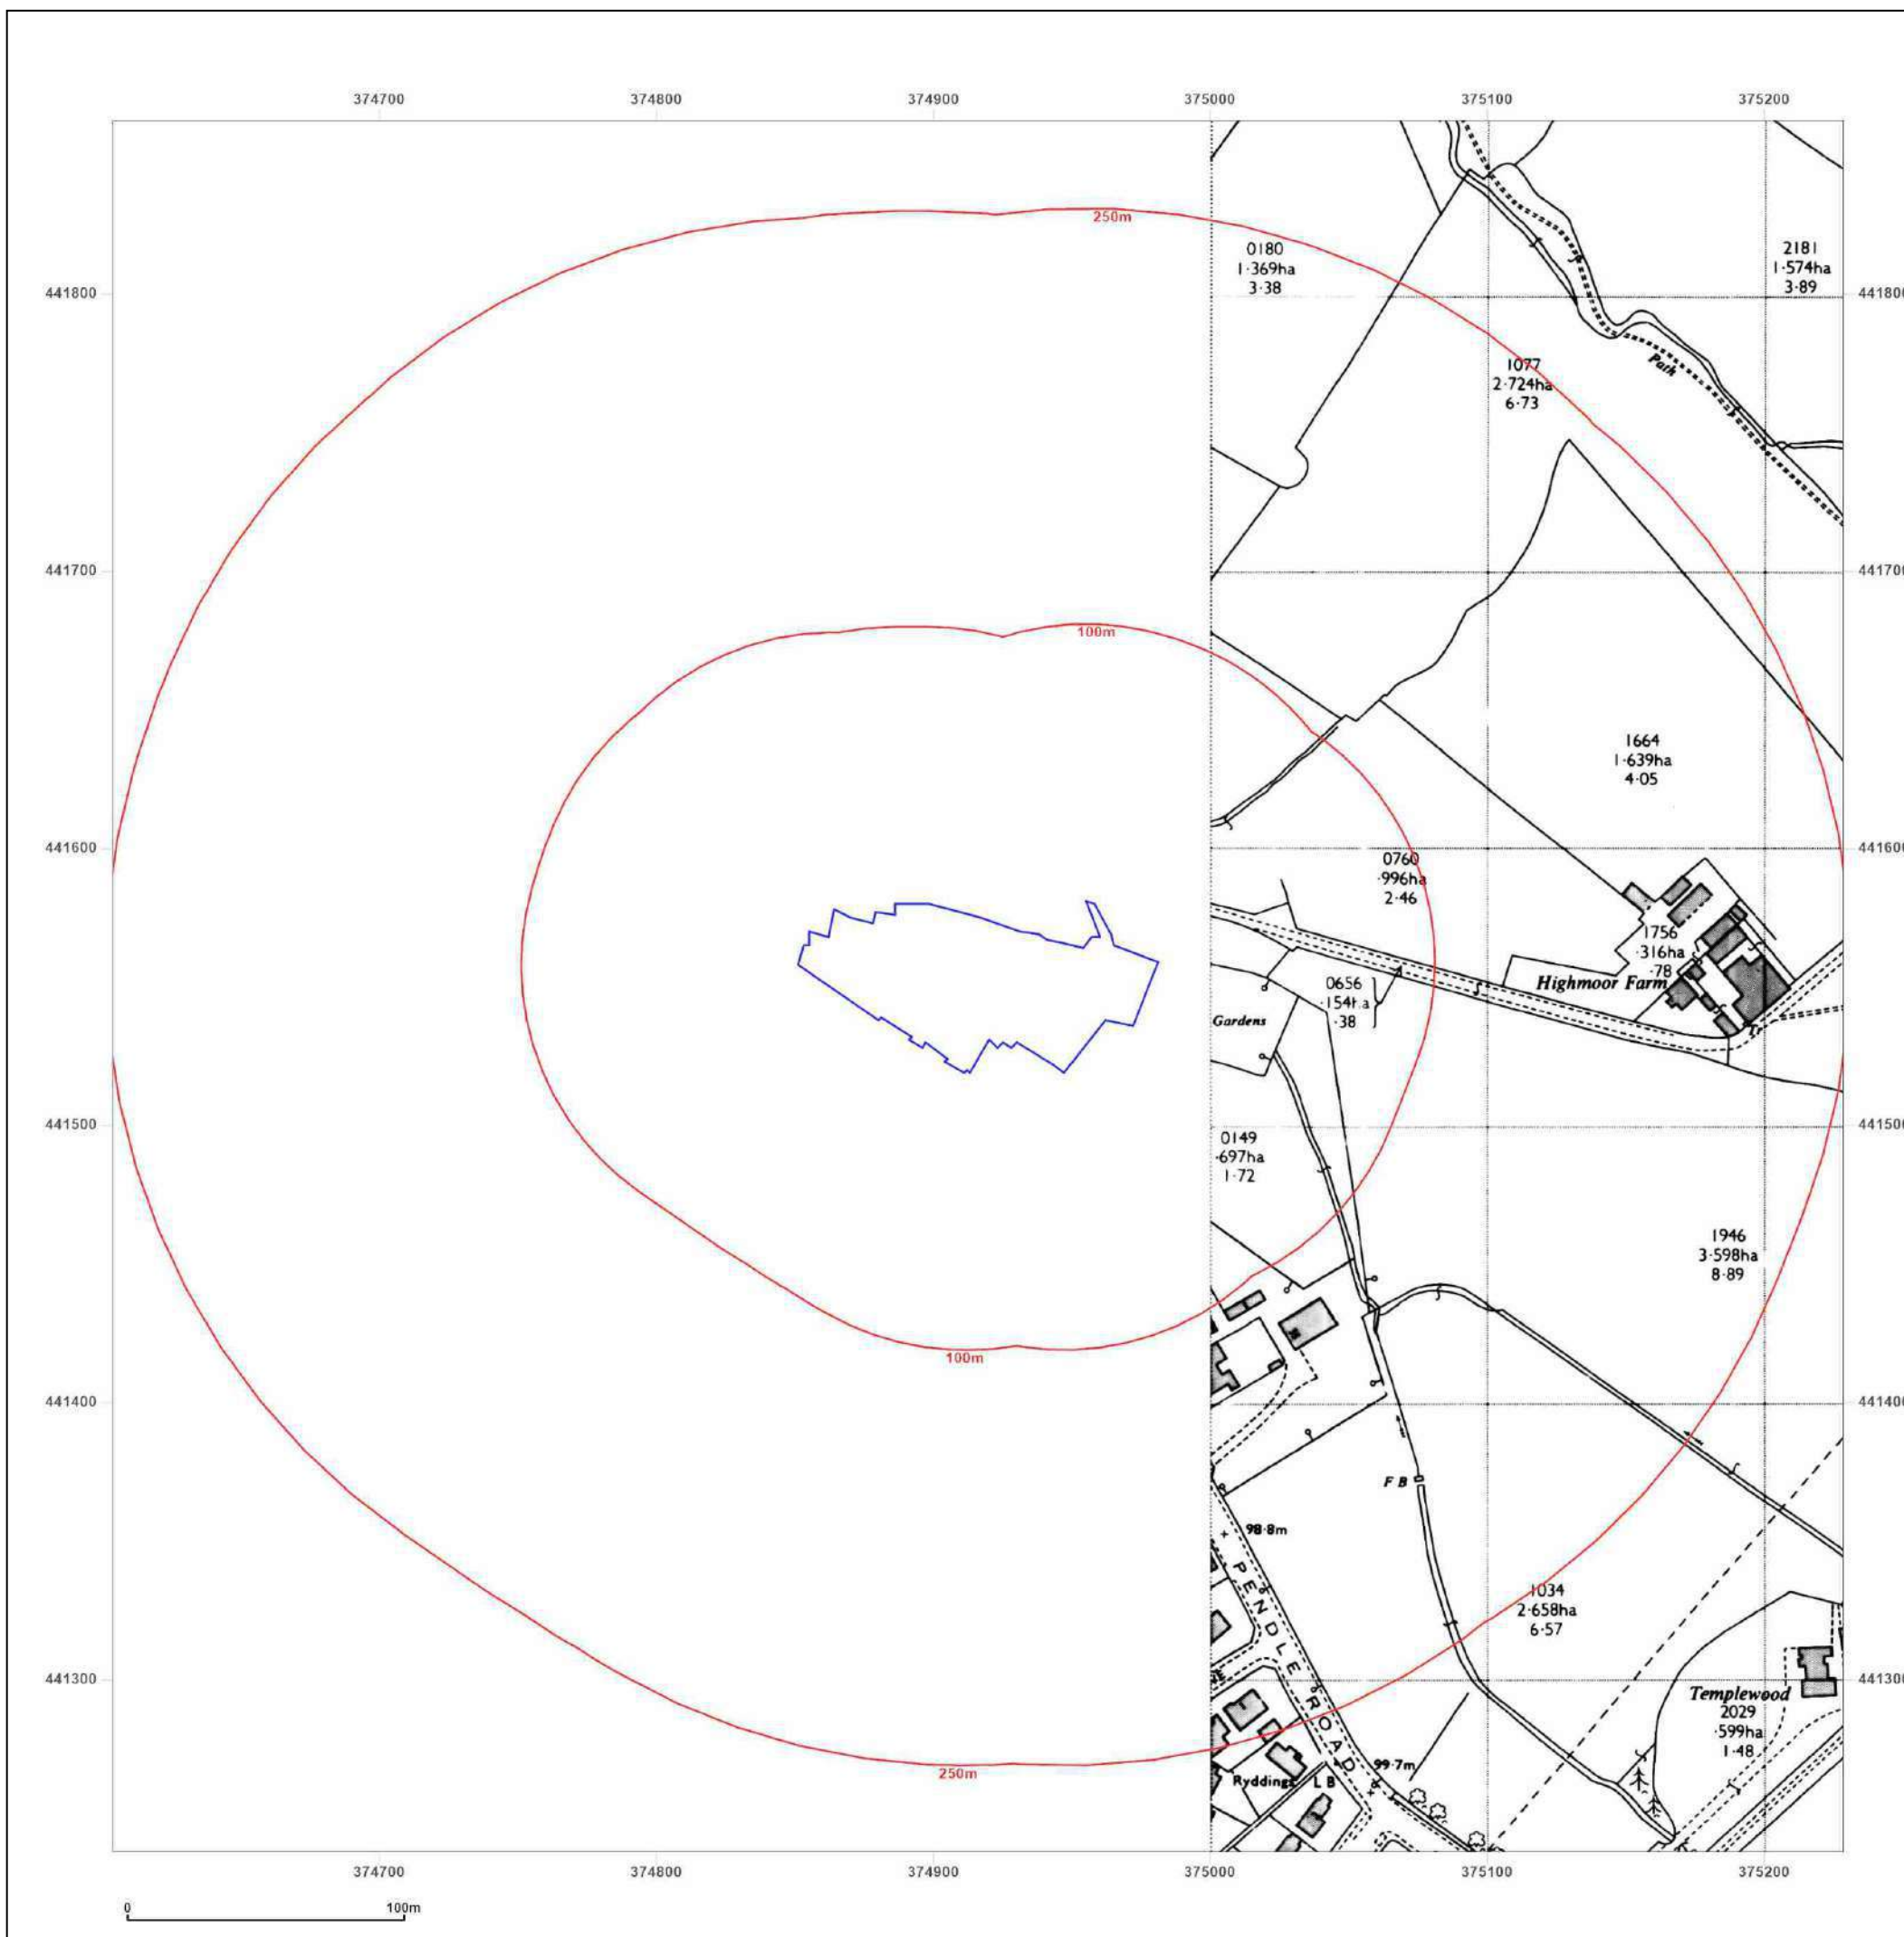 374700 374800 374900 375000 375100 375200
250m
0180
1·369ha
3·38
2181
1·574ha
3·89
441800
Path
1077
2·724ha
6·73
441700
100m
1664
1·639ha
4·05
441600
0760
·996ha
2·46
1756
·316ha
·78
Highmoor Farm
0656
·38
Gardens
Tr
441500
0149
·697ha
1·72
1946
3·598ha
8·89
100m
441400
F B
98·8m
PENDLE ROAD
1034
2·658ha
6·57
441300
441300
Templewood
2029
·599ha
1·48
250m
99·7m
L B
374700 374800 374900 375000 375100 375200
0 100m